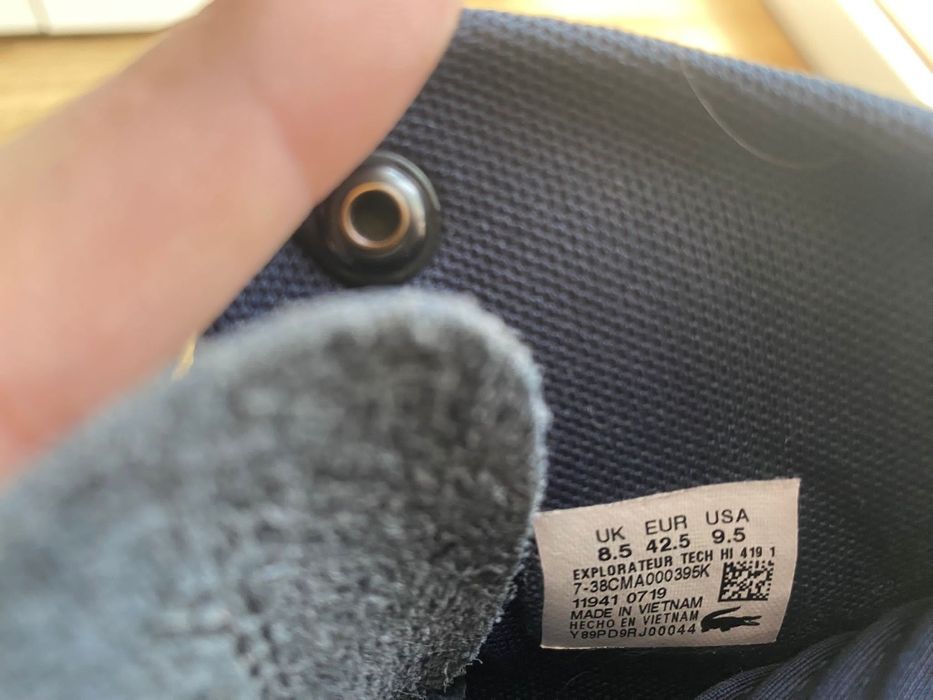 UK EUR USA
8.5 42.5 9.5
EXPLORATEUR TECH HI 419 1
7-38CMA000395K
11941 0719
MADE IN VIETNAM
HECHO EN VIETNAM
Y89PD9RJ00044